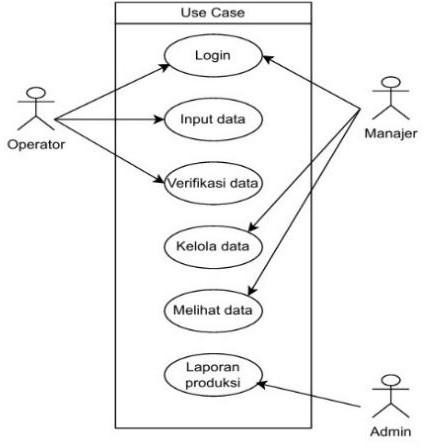 Use Case
Login
Operator
Input data
Manajer
Verifikasi data
Kelola data
Melihat data
Laporan
produksi
Admin